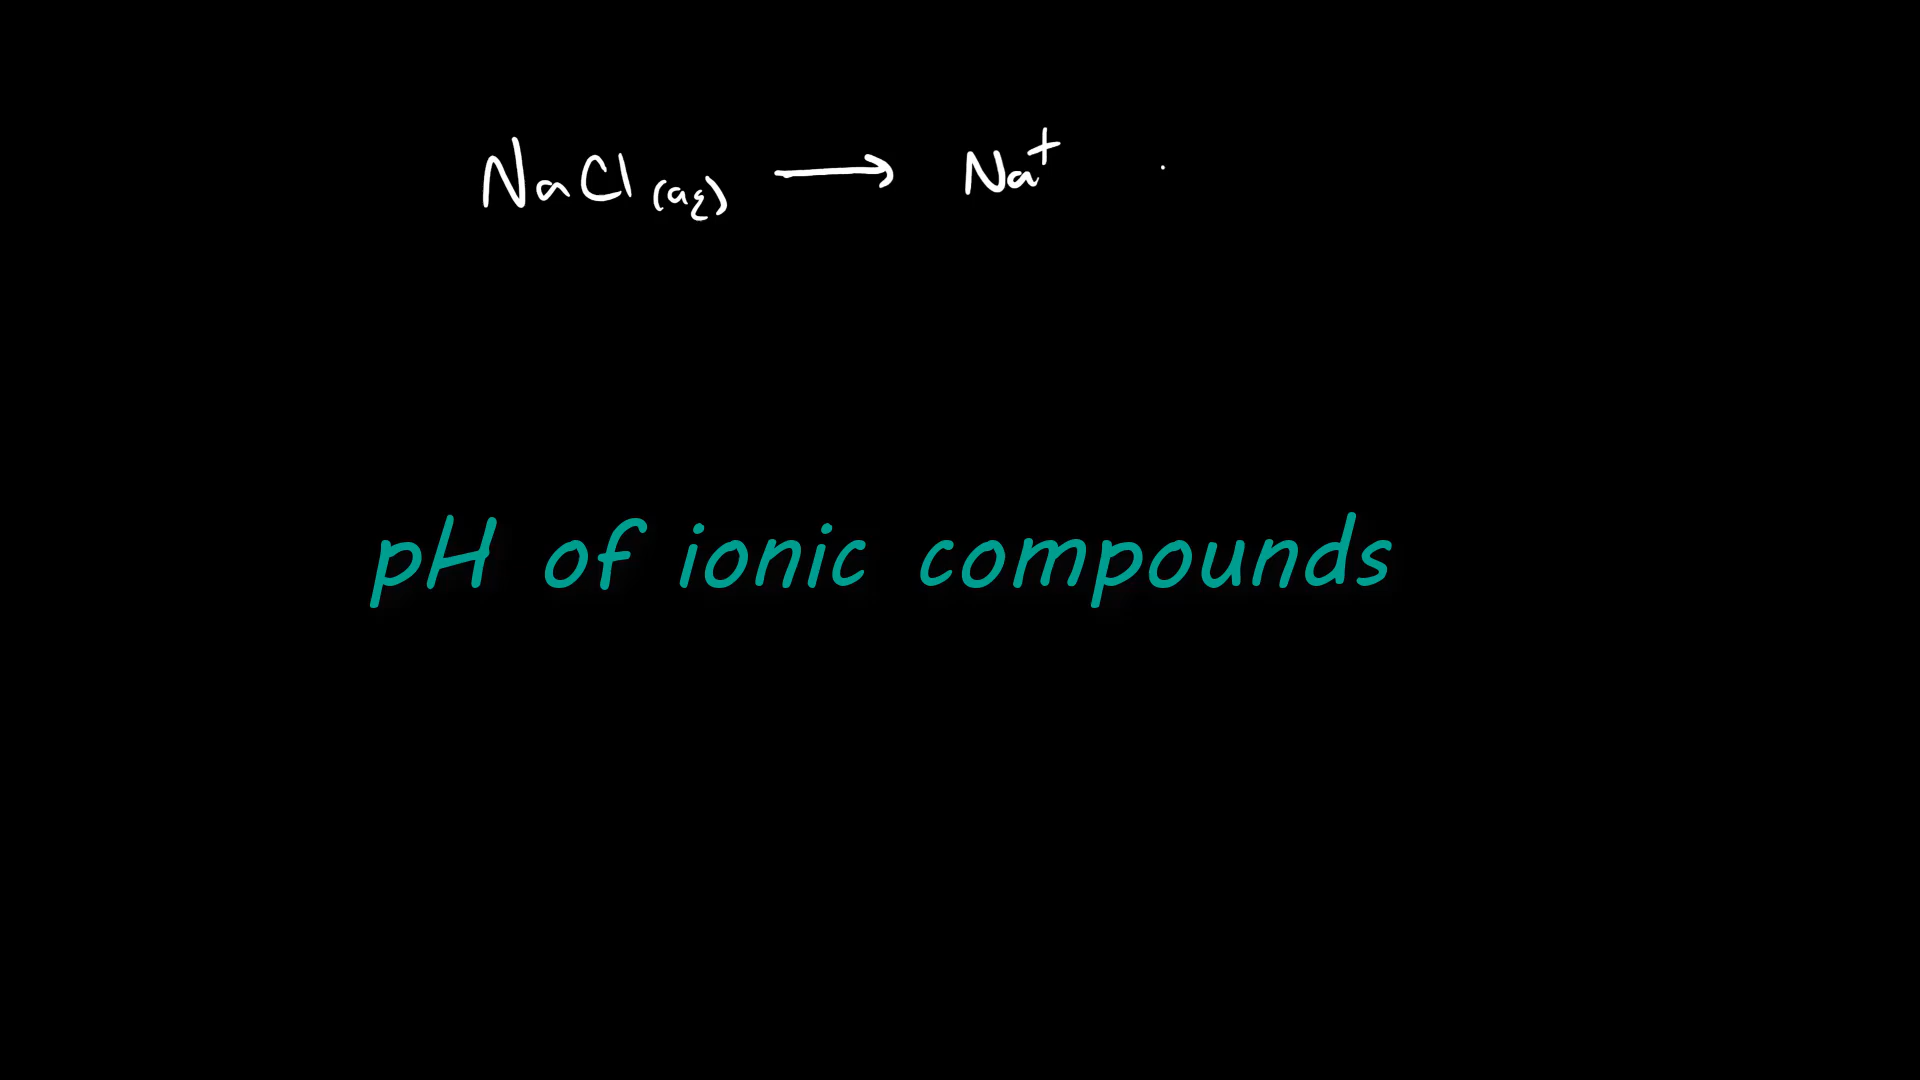 NaCl(aq) → Na⁺
pH of ionic compounds